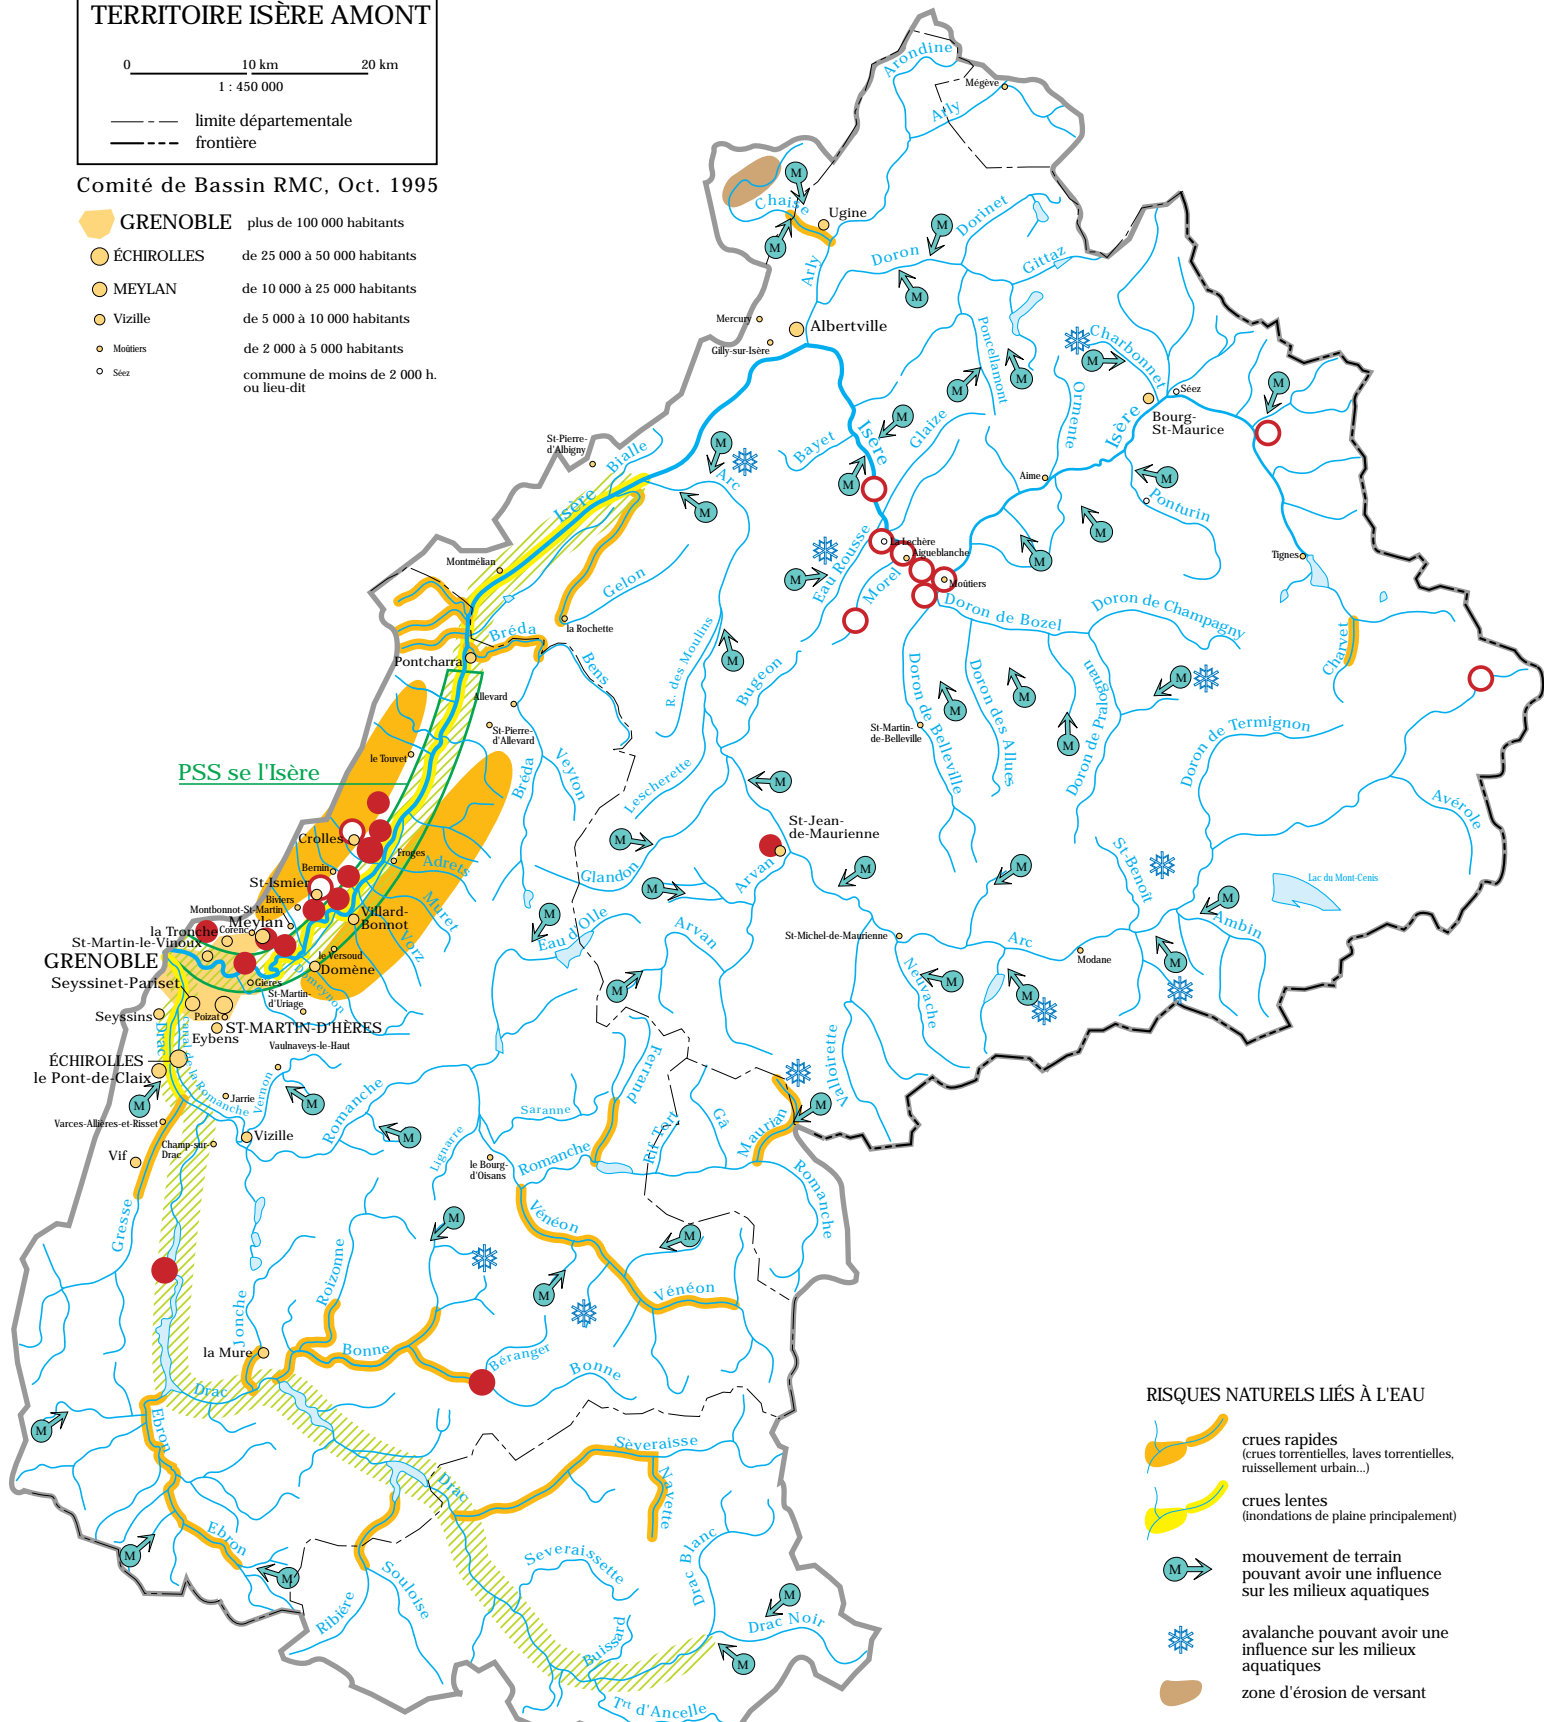 TERRITOIRE ISÈRE AMONT
0 10 km 20 km
1 : 450 000
limite départementale
frontière
Comité de Bassin RMC, Oct. 1995
GRENOBLE plus de 100 000 habitants
ÉCHIROLLES de 25 000 à 50 000 habitants
MEYLAN de 10 000 à 25 000 habitants
Vizille de 5 000 à 10 000 habitants
Moûtiers de 2 000 à 5 000 habitants
Séez commune de moins de 2 000 h.
ou lieu-dit
Arondine
Mégève
Arly
Chaise
Ugine
Dorinet
Doron
Gittaz
Arly
Mercury
Albertville
Gilly-sur-Isère
Poncellamont
Charbonnet
Ormente
Séez
Isère
Bourg-
St-Maurice
St-Pierre-
d'Albigny
Bialle
Bayet
Isère
Glaize
Arc
Aime
Ponturin
Isère
Montmélian
Gelon
Eau Rousse
La Lechère
Aigueblanche
Morel
Moûtiers
Tignes
la Rochette
Bréda
Doron de Bozel
Doron de Champagny
Charvet
Pontcharra
Bens
R. des Moulins
Bugeon
Doron de Belleville
Doron des Allues
Doron de Pralognan
Allevard
St-Pierre-
d'Allevard
St-Martin-
de-Belleville
Doron de Termignon
le Touvet
PSS se l'Isère
Bréda
Veyton
Lescherette
Avérole
St-Jean-
de-Maurienne
Crolles
Froges
Adrets
Bernin
St-Ismier
Glandon
Arvan
St-Benoît
Lac du Mont-Cenis
Biviers
Montbonnot-St-Martin
Muret
Villard-
Bonnot
Meylan
Corenc
la Tronche
St-Martin-le-Vinoux
Vorz
Eau d'Olle
Arvan
St-Michel-de-Maurienne
Arc
Ambin
Modane
GRENOBLE
le Versoud
Domène
Seyssinet-Pariset
Gières
St-Martin-
d'Uriage
Domeynon
Neuvache
Seyssins
Poizat
ST-MARTIN-D'HÈRES
Eybens
Drac
Canal de la Romanche
Vaulnaveys-le-Haut
ÉCHIROLLES
le Pont-de-Claix
Ferrand
Valloirette
Jarrie
Vernon
Romanche
Saranne
Varces-Allières-et-Risset
Vizille
Champ-sur-
Drac
Lignarre
Rif Tort
Gâ
Maurian
Vif
le Bourg-
d'Oisans
Romanche
Romanche
Gresse
Vénéon
Roizonne
Vénéon
Jonche
la Mure
Bonne
Béranger
Bonne
Drac
Ebron
Sèveraisse
Drac
Navette
Ebron
Severaissette
Drac Blanc
Souloise
Ribière
Buissard
Drac Noir
Trt d'Ancelle
RISQUES NATURELS LIÉS À L'EAU
crues rapides
(crues torrentielles, laves torrentielles,
ruissellement urbain...)
crues lentes
(inondations de plaine principalement)
M mouvement de terrain
pouvant avoir une influence
sur les milieux aquatiques
avalanche pouvant avoir une
influence sur les milieux
aquatiques
zone d'érosion de versant